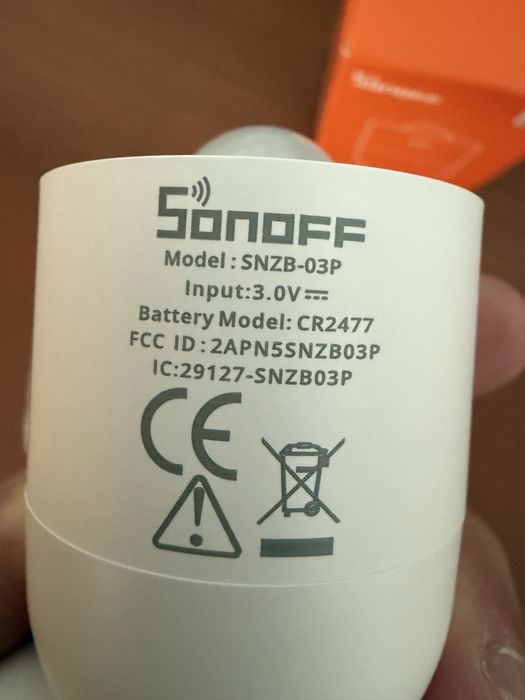 SONOFF
Model : SNZB-03P
Input:3.0V⎓
Battery Model: CR2477
FCC ID : 2APN5SNZB03P
IC:29127-SNZB03P
CE